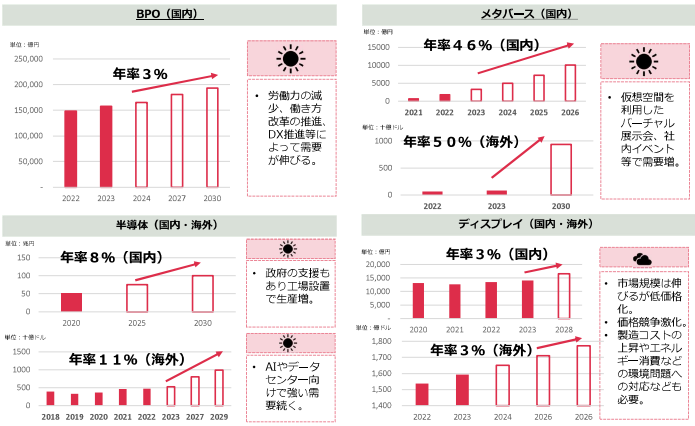 BPO（国内）
単位：億円
年率３％
250,000
200,000
150,000
100,000
50,000
-
2022 2023 2024 2027 2030
• 労働力の減
少、働き方
改革の推進、
DX推進等に
よって需要
が伸びる。
メタバース（国内）
単位：億円
年率４６％（国内）
15000
10000
5000
0
2021 2022 2023 2024 2025 2026
単位：十億ドル
年率５０％（海外）
1000
500
0
2022 2023 2030
• 仮想空間を
利用した
バーチャル
展示会、社
内イベント
等で需要増。
半導体（国内・海外）
単位：兆円
年率８％（国内）
150
100
50
0
2020 2025 2030
• 政府の支援も
あり工場設置
で生産増。
単位：十億ドル
年率１１％（海外）
1500
1000
500
0
2018 2019 2020 2021 2022 2023 2027 2029
• AIやデータ
センター向
けで強い需
要続く。
ディスプレイ（国内・海外）
単位：億円
年率３％（国内）
20,000
15,000
10,000
5,000
-
2020 2021 2022 2023 2028
単位：億ドル
年率３％（海外）
1,800
1,700
1,600
1,500
1,400
2022 2023 2024 2026 2026
• 市場規模は伸
びるが低価格
化。
• 価格競争激化。
• 製造コストの
上昇やエネル
ギー消費など
の環境問題へ
の対応なども
必要。